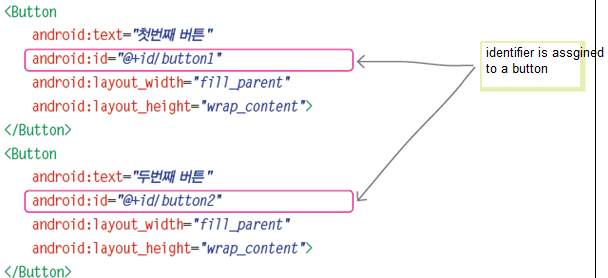 <Button
android:text="첫번째 버튼"
android:id="@+id/button1"
android:layout_width="fill_parent"
android:layout_height="wrap_content">
</Button>
<Button
android:text="두번째 버튼"
android:id="@+id/button2"
android:layout_width="fill_parent"
android:layout_height="wrap_content">
</Button>
identifier is assgined
to a button